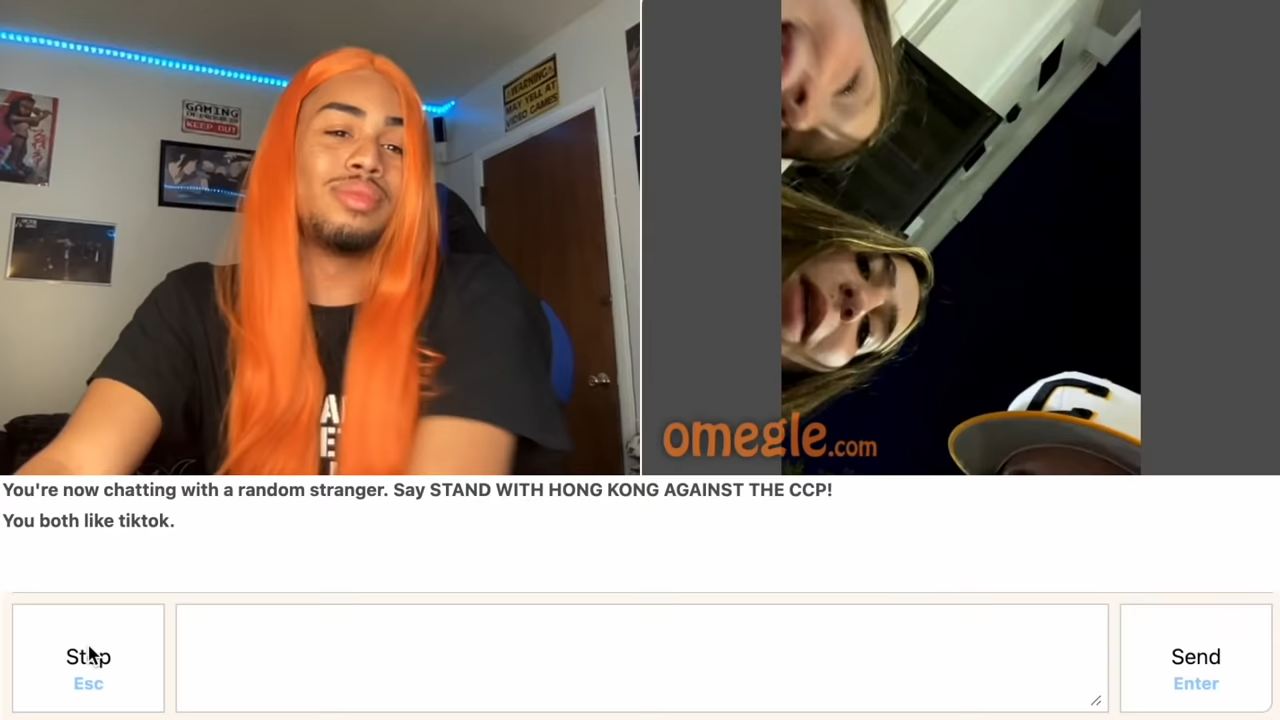 GAMING
KEEP OUT!
WARNING
MAY YELL AT
VIDEO GAMES
C
omegle.com
You're now chatting with a random stranger. Say STAND WITH HONG KONG AGAINST THE CCP!
You both like tiktok.
Stop
Esc
Send
Enter